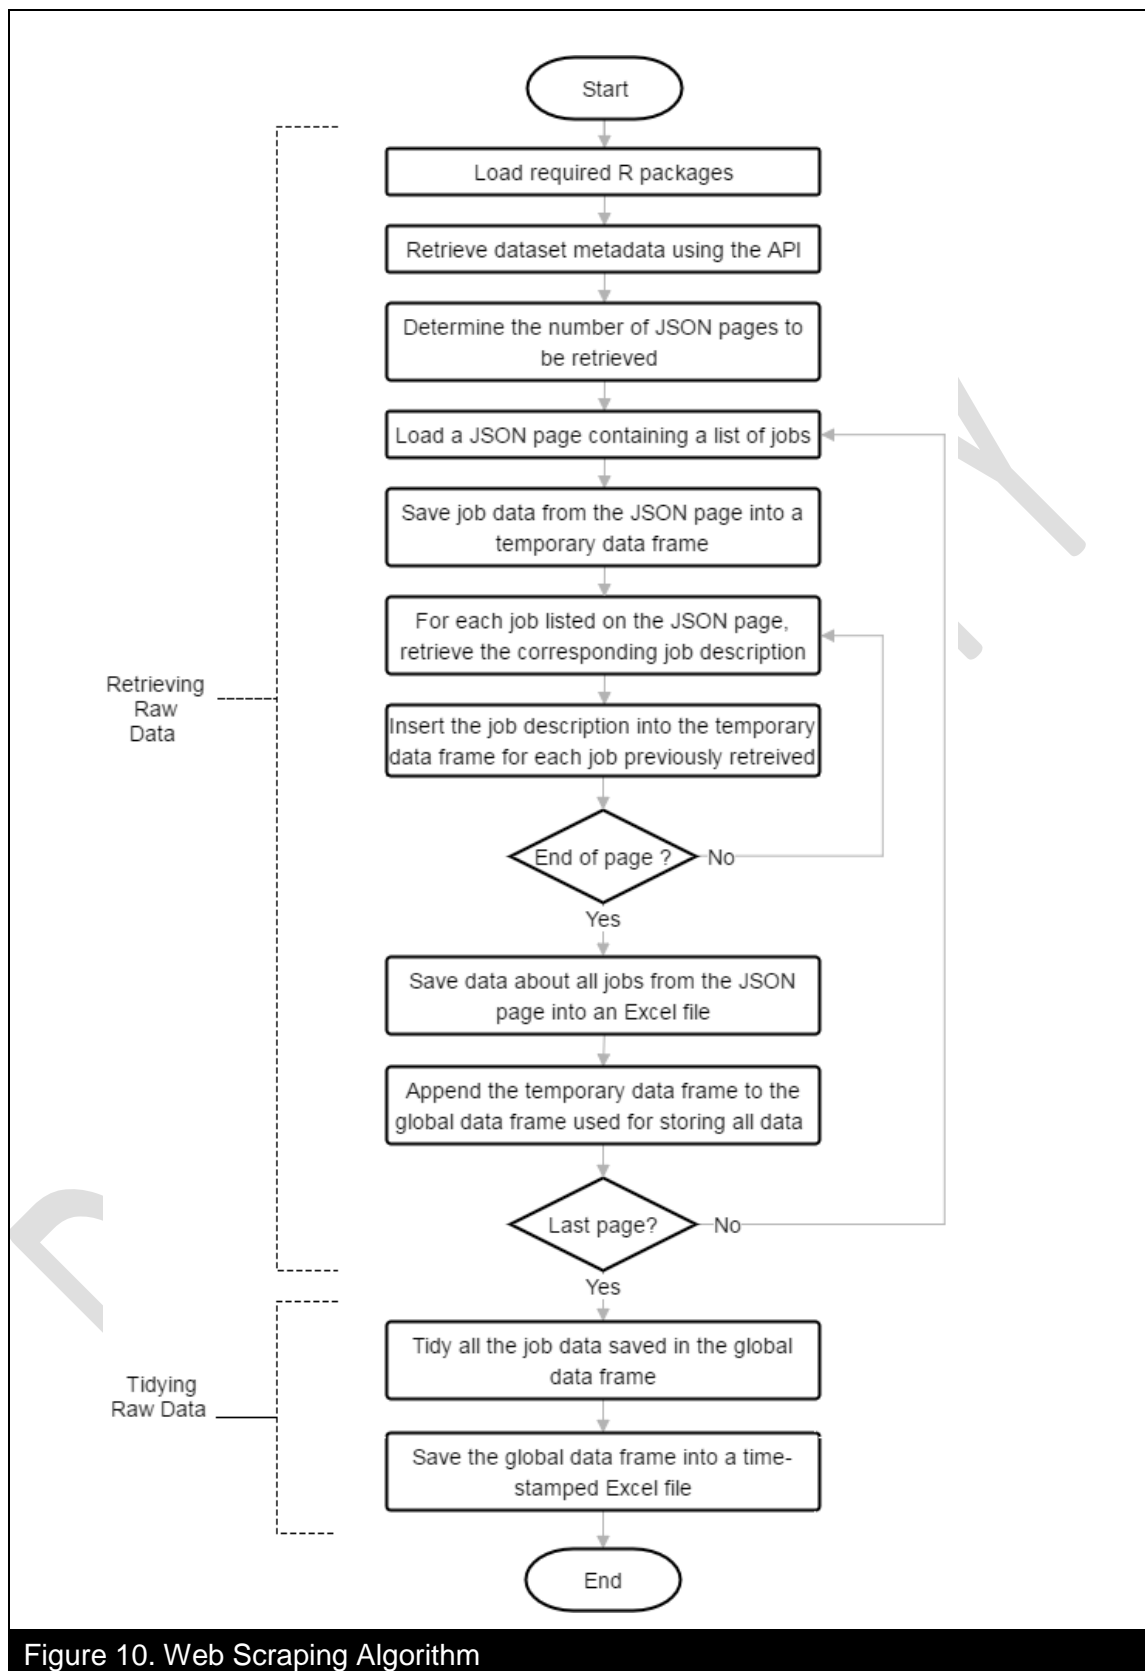 Start
Load required R packages
Retrieve dataset metadata using the API
Determine the number of JSON pages to
be retrieved
Load a JSON page containing a list of jobs
Save job data from the JSON page into a
temporary data frame
For each job listed on the JSON page,
retrieve the corresponding job description
Retrieving
Raw
Data
Insert the job description into the temporary
data frame for each job previously retreived
End of page ?
No
Yes
Save data about all jobs from the JSON
page into an Excel file
Append the temporary data frame to the
global data frame used for storing all data
Last page?
No
Yes
Tidy all the job data saved in the global
data frame
Tidying
Raw Data
Save the global data frame into a time-
stamped Excel file
End
Figure 10. Web Scraping Algorithm